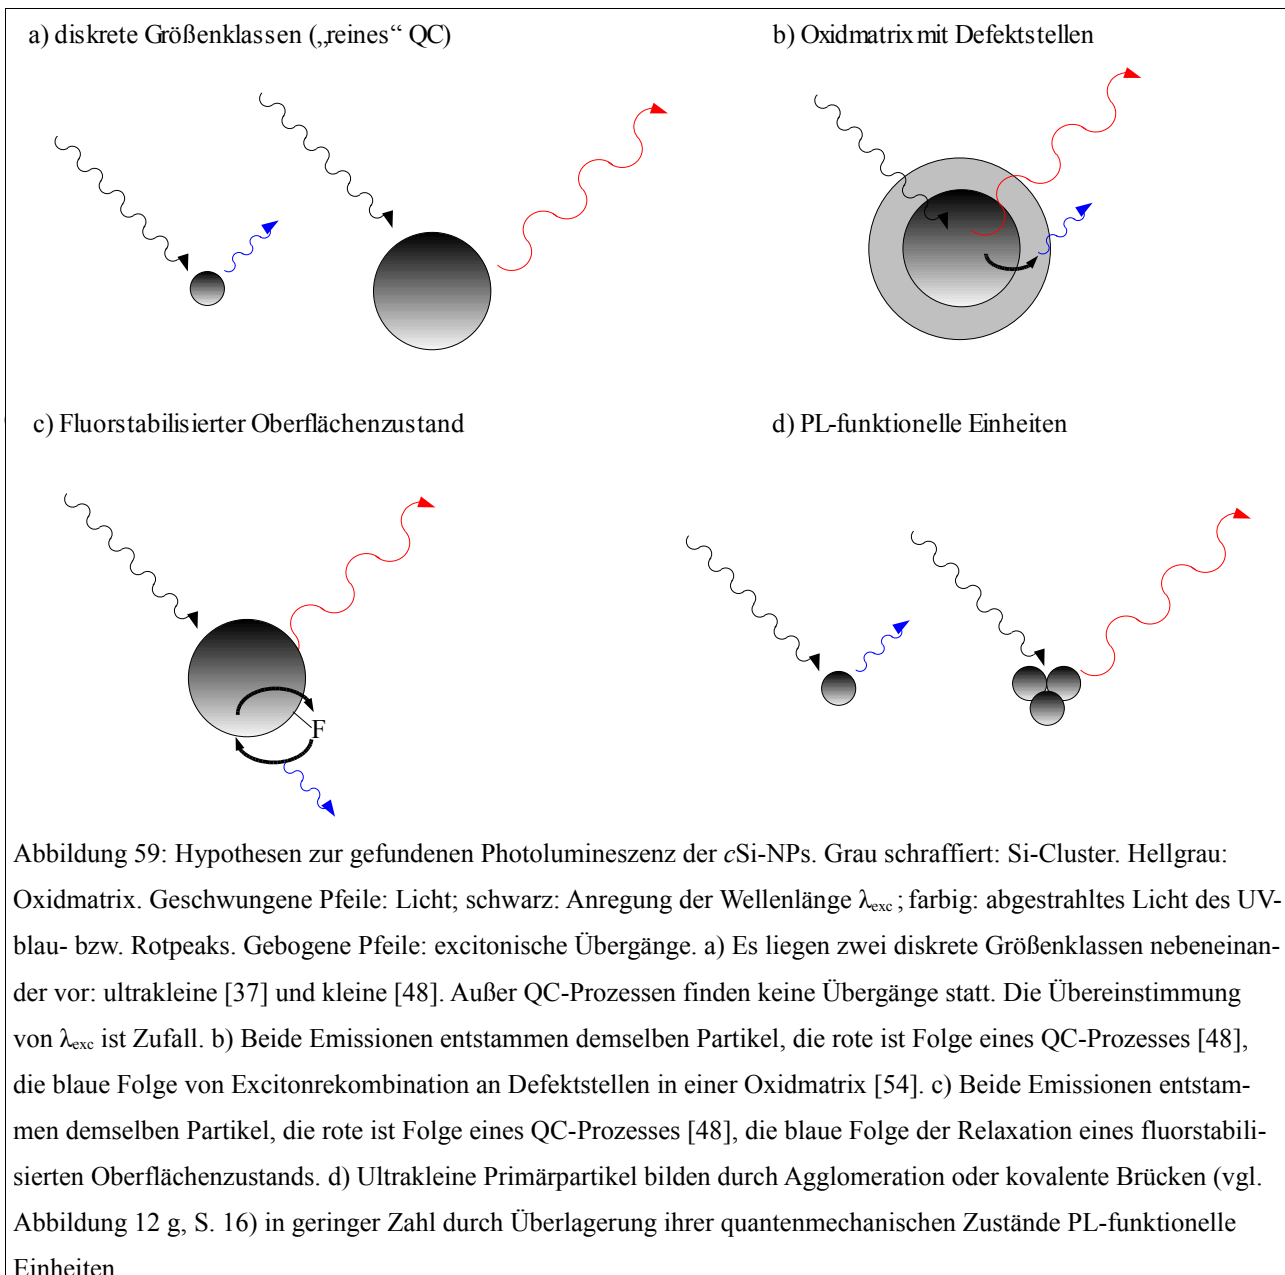 a) diskrete Größenklassen („reines“ QC)
b) Oxidmatrix mit Defektstellen
c) Fluorstabilisierter Oberflächenzustand
d) PL-funktionelle Einheiten
F
Abbildung 59: Hypothesen zur gefundenen Photolumineszenz der cSi-NPs. Grau schraffiert: Si-Cluster. Hellgrau:
Oxidmatrix. Geschwungene Pfeile: Licht; schwarz: Anregung der Wellenlänge λexc ; farbig: abgestrahltes Licht des UV-
blau- bzw. Rotpeaks. Gebogene Pfeile: excitonische Übergänge. a) Es liegen zwei diskrete Größenklassen nebeneinan-
der vor: ultrakleine [37] und kleine [48]. Außer QC-Prozessen finden keine Übergänge statt. Die Übereinstimmung
von λexc ist Zufall. b) Beide Emissionen entstammen demselben Partikel, die rote ist Folge eines QC-Prozesses [48],
die blaue Folge von Excitonrekombination an Defektstellen in einer Oxidmatrix [54]. c) Beide Emissionen entstam-
men demselben Partikel, die rote ist Folge eines QC-Prozesses [48], die blaue Folge der Relaxation eines fluorstabili-
sierten Oberflächenzustands. d) Ultrakleine Primärpartikel bilden durch Agglomeration oder kovalente Brücken (vgl.
Abbildung 12 g, S. 16) in geringer Zahl durch Überlagerung ihrer quantenmechanischen Zustände PL-funktionelle
Einheiten